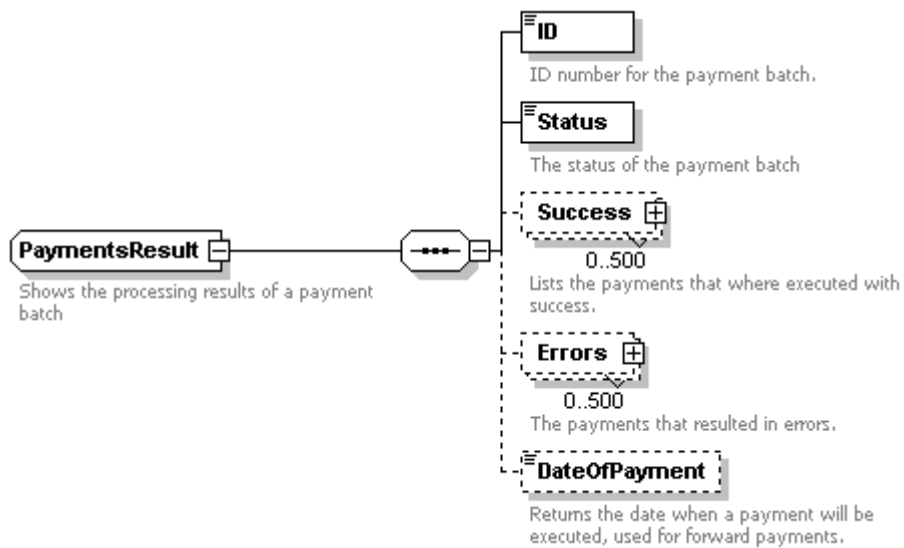 ID
ID number for the payment batch.
Status
The status of the payment batch
Success
0..500
Lists the payments that where executed with
success.
PaymentsResult
Shows the processing results of a payment
batch
Errors
0..500
The payments that resulted in errors.
DateOfPayment
Returns the date when a payment will be
executed, used for forward payments.